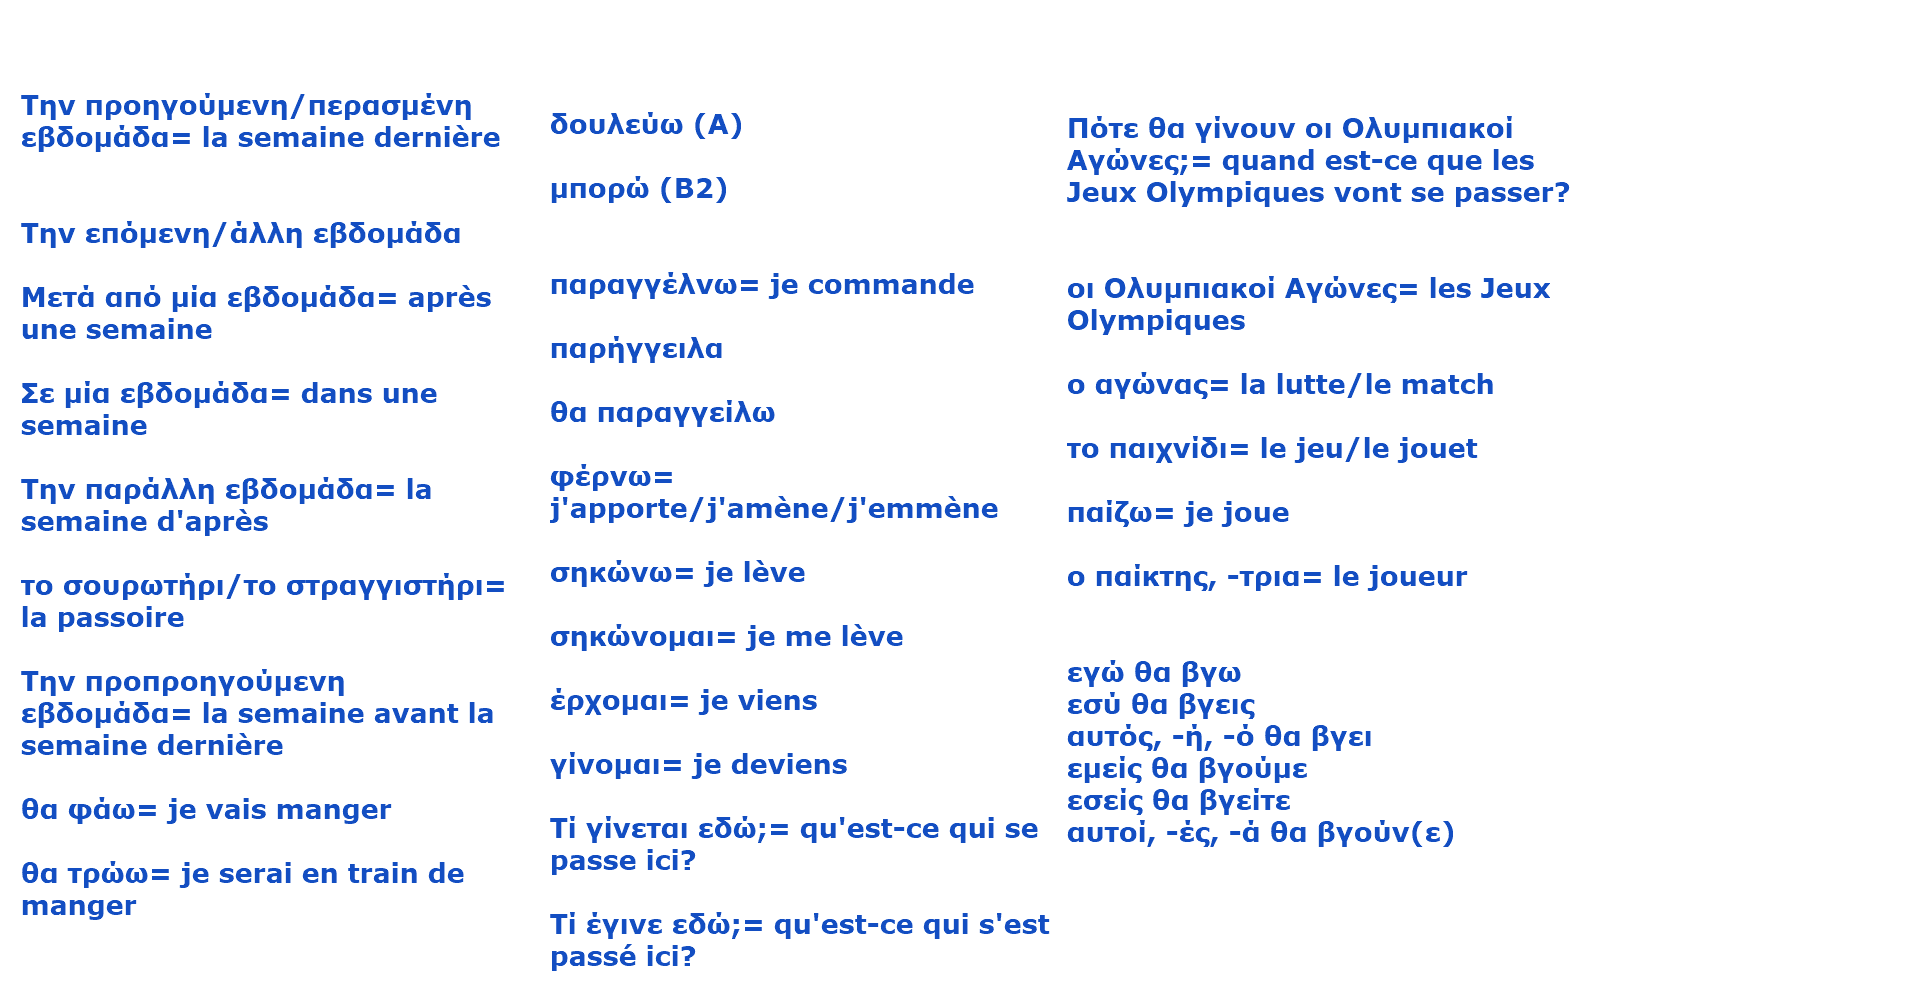 Την προηγούμενη/περασμένη
εβδομάδα= la semaine dernière
Την επόμενη/άλλη εβδομάδα
Μετά από μία εβδομάδα= après
une semaine
Σε μία εβδομάδα= dans une
semaine
Την παράλλη εβδομάδα= la
semaine d'après
το σουρωτήρι/το στραγγιστήρι=
la passoire
Την προπροηγούμενη
εβδομάδα= la semaine avant la
semaine dernière
θα φάω= je vais manger
θα τρώω= je serai en train de
manger
δουλεύω (Α)
μπορώ (Β2)
παραγγέλνω= je commande
παρήγγειλα
θα παραγγείλω
φέρνω=
j'apporte/j'amène/j'emmène
σηκώνω= je lève
σηκώνομαι= je me lève
έρχομαι= je viens
γίνομαι= je deviens
Τί γίνεται εδώ;= qu'est-ce qui se
passe ici?
Τί έγινε εδώ;= qu'est-ce qui s'est
passé ici?
Πότε θα γίνουν οι Ολυμπιακοί
Αγώνες;= quand est-ce que les
Jeux Olympiques vont se passer?
οι Ολυμπιακοί Αγώνες= les Jeux
Olympiques
ο αγώνας= la lutte/le match
το παιχνίδι= le jeu/le jouet
παίζω= je joue
ο παίκτης, -τρια= le joueur
εγώ θα βγω
εσύ θα βγεις
αυτός, -ή, -ό θα βγει
εμείς θα βγούμε
εσείς θα βγείτε
αυτοί, -ές, -ά θα βγούν(ε)